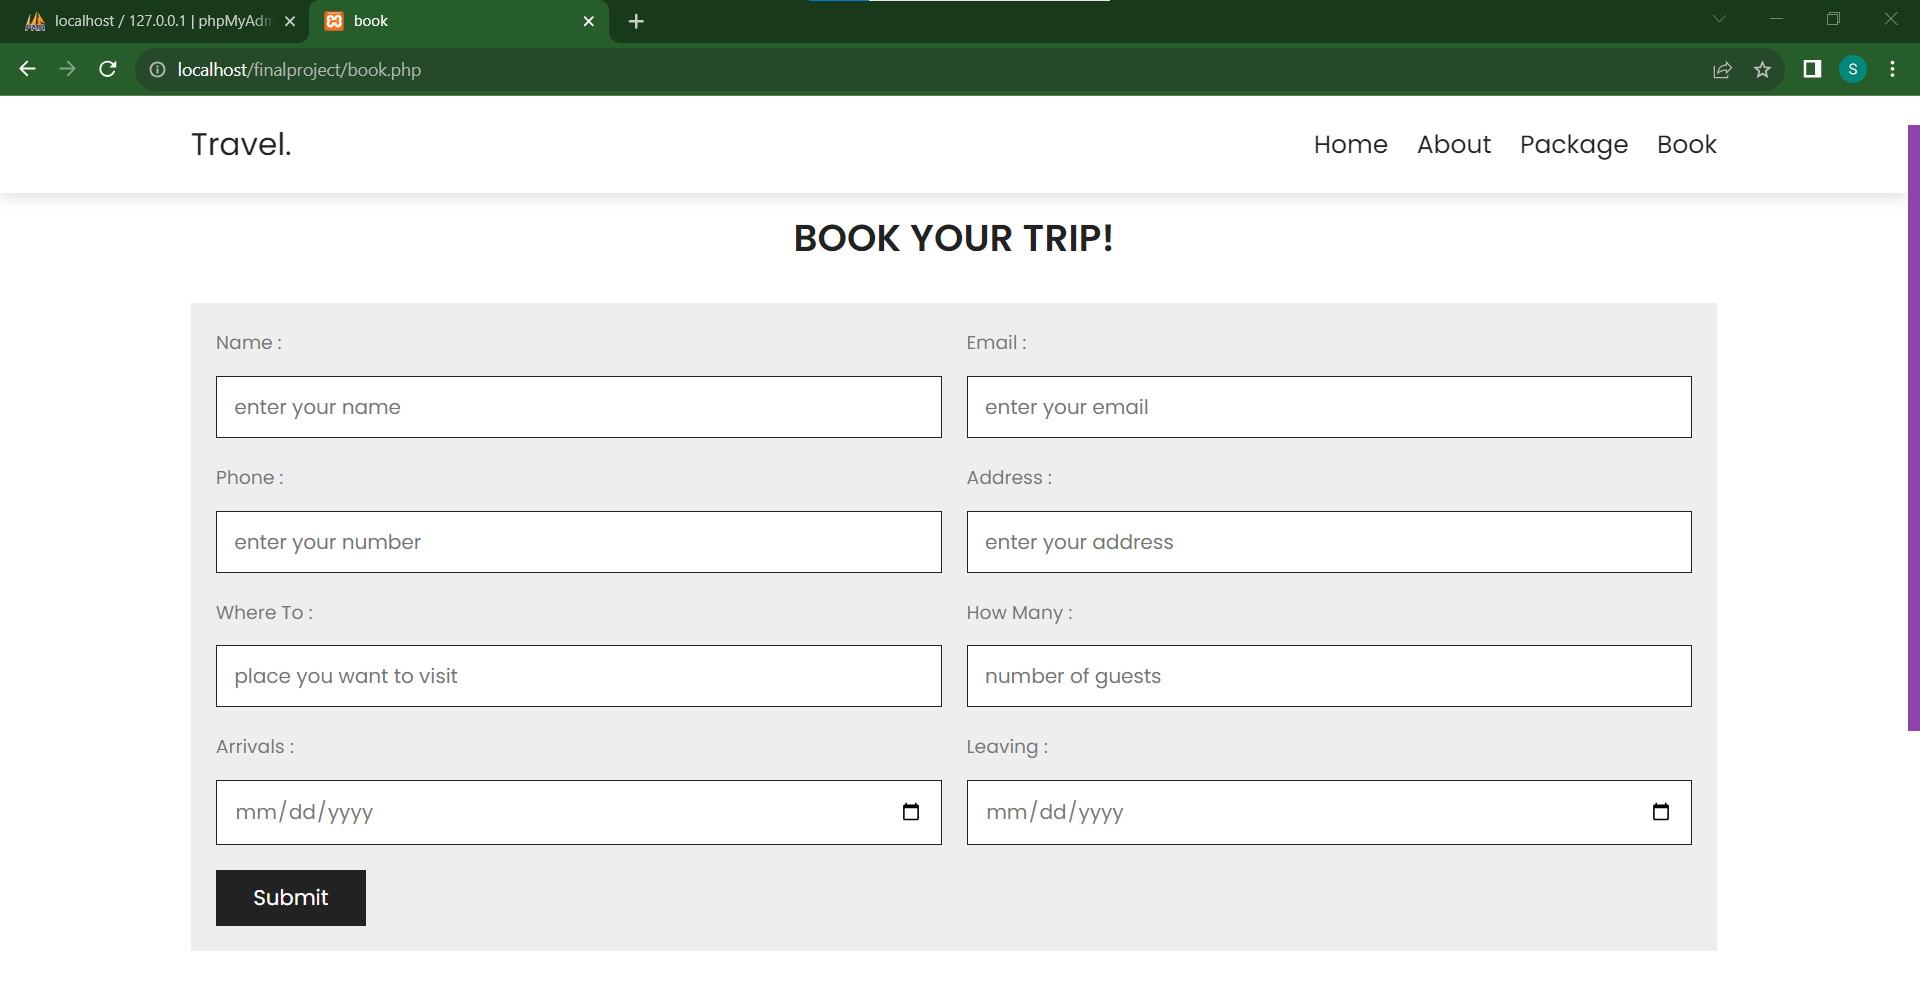 localhost / 127.0.0.1 | phpMyAdm
book
localhost/finalproject/book.php
S
Travel.
Home About Package Book
BOOK YOUR TRIP!
Name : Email :
enter your name enter your email
Phone : Address :
enter your number enter your address
Where To : How Many :
place you want to visit number of guests
Arrivals : Leaving :
mm/dd/yyyy mm/dd/yyyy
Submit